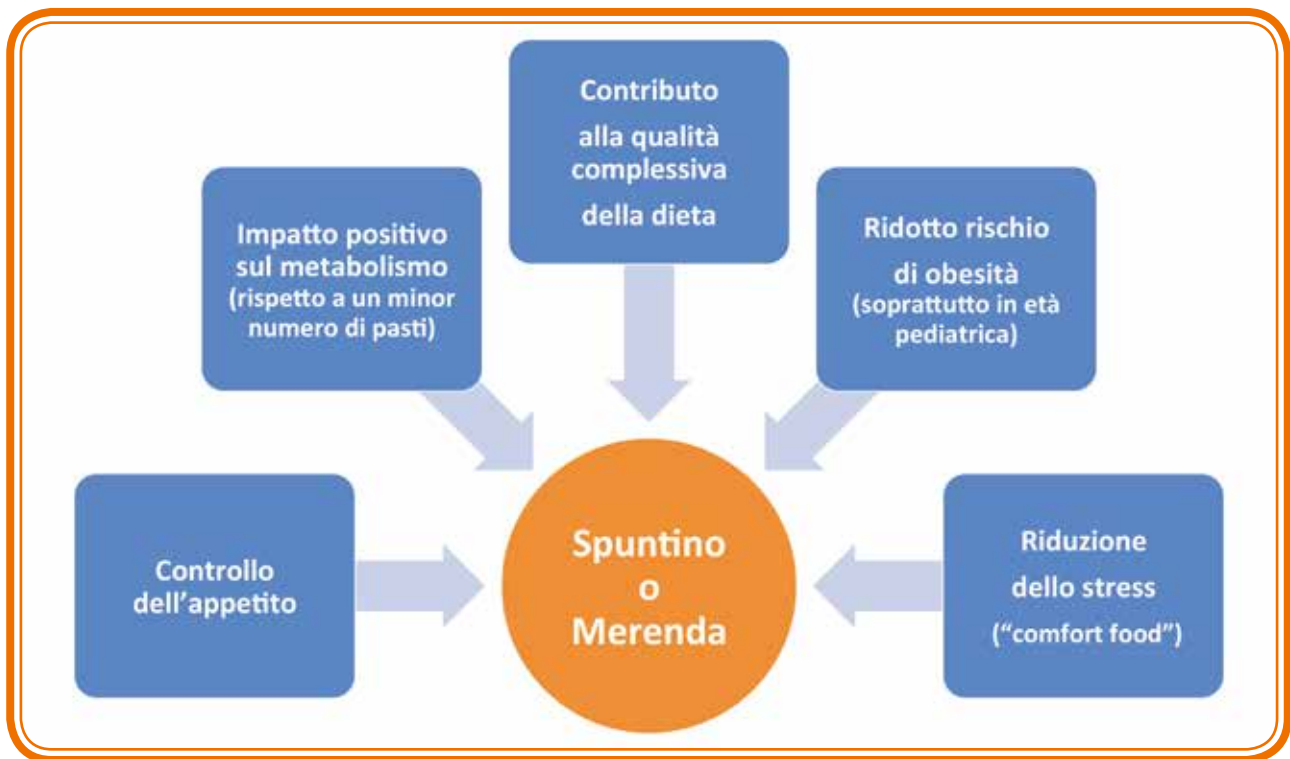 Contributo
alla qualità
complessiva
della dieta
Impatto positivo
sul metabolismo
(rispetto a un minor
numero di pasti)
Ridotto rischio
di obesità
(soprattutto in età
pediatrica)
Controllo
dell’appetito
Spuntino
o
Merenda
Riduzione
dello stress
(“comfort food”)